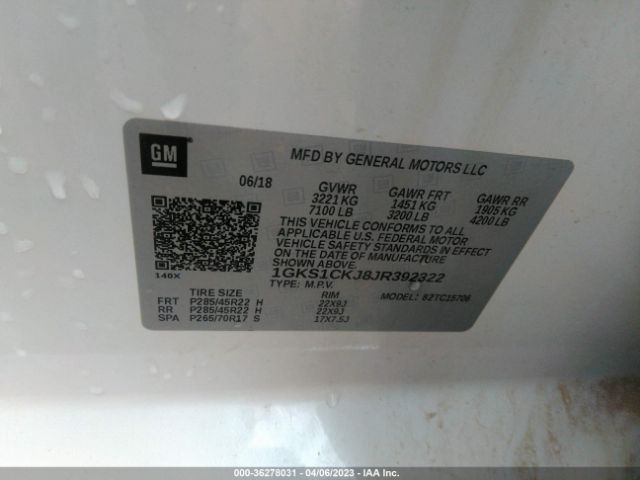 GM
MFD BY GENERAL MOTORS LLC
06/18
GVWR
3221 KG
7100 LB
GAWR FRT
1451 KG
3200 LB
GAWR RR
1905 KG
4200 LB
THIS VEHICLE CONFORMS TO ALL
APPLICABLE U.S. FEDERAL MOTOR
VEHICLE SAFETY STANDARDS IN EFFECT
ON THE DATE OF MANUFACTURE
SHOWN ABOVE.
140X
1GKS1CKJ8JR392322
TYPE: M.P.V.
MODEL: 82TC15706
TIRE SIZE RIM
FRT P285/45R22 H 22X9J
RR P285/45R22 H 22X9J
SPA P265/70R17 S 17X7.5J
000-36278031 - 04/06/2023 - IAA Inc.